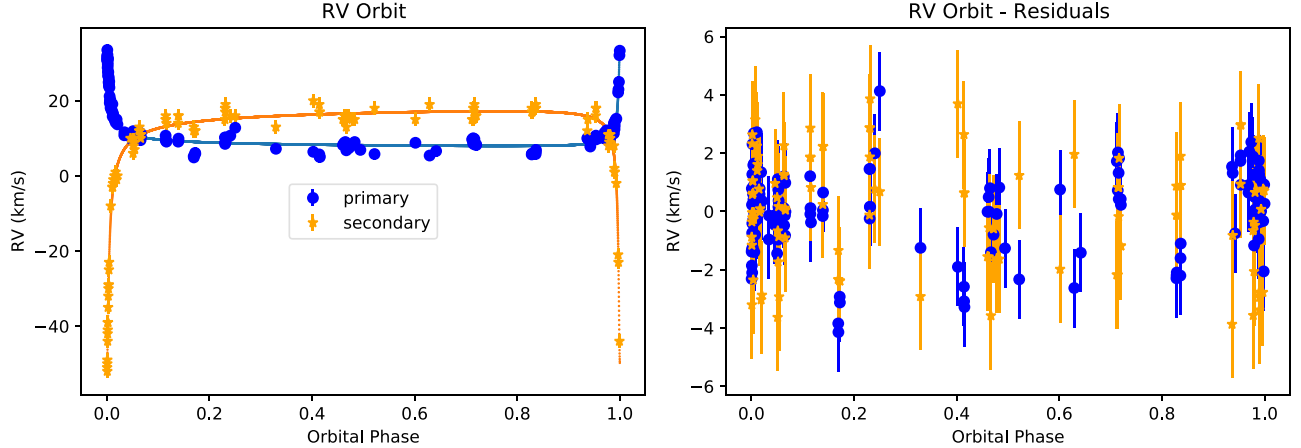 RV Orbit
20
0
−20
−40
RV (km/s)
primary
secondary
0.0 0.2 0.4 0.6 0.8 1.0
Orbital Phase
RV Orbit - Residuals
6
4
2
0
−2
−4
−6
RV (km/s)
0.0 0.2 0.4 0.6 0.8 1.0
Orbital Phase